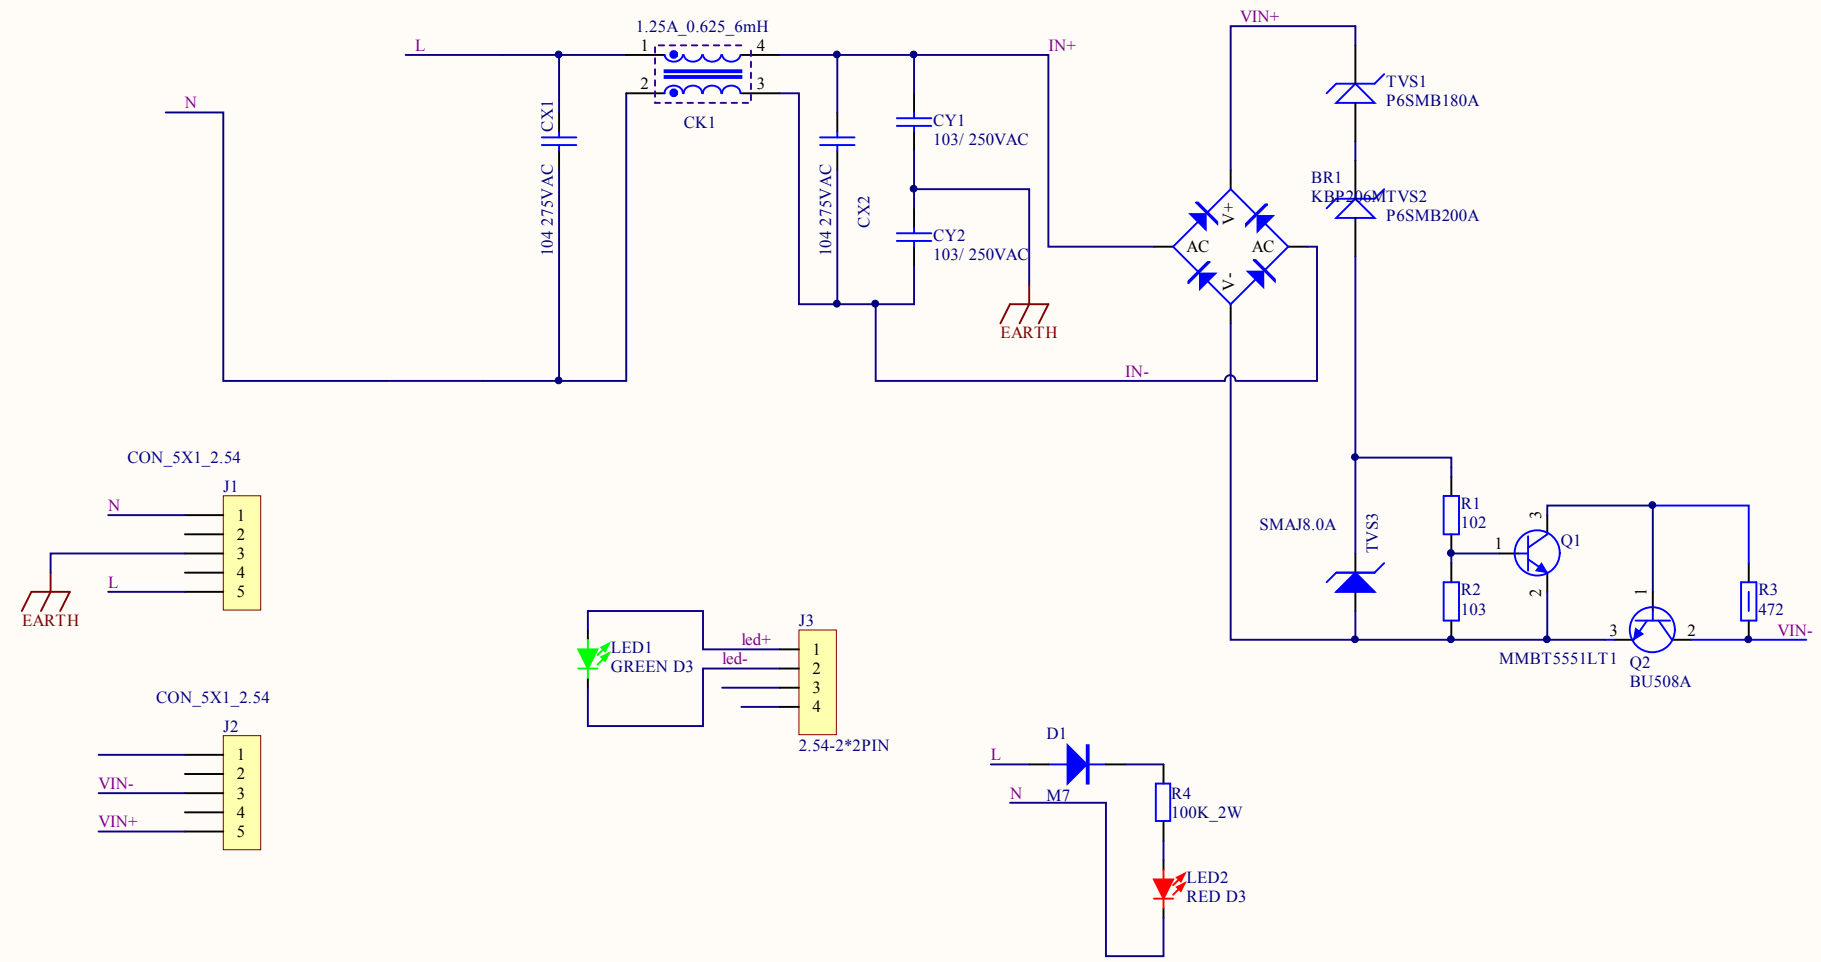 VIN+
1.25A_0.625_6mH
L
1
4
IN+
2
3
CK1
N
CX1
104 275VAC
104 275VAC
CX2
CY1
103/ 250VAC
CY2
103/ 250VAC
EARTH
TVS1
P6SMB180A
BR1
KBP206M
TVS2
P6SMB200A
V+
AC
AC
V-
IN-
CON_5X1_2.54
J1
N
1
2
3
4
L
5
EARTH
SMAJ8.0A
TVS3
R1
102
R2
103
1
3
2
Q1
MMBT5551LT1
1
3
2
Q2
BU508A
R3
472
VIN-
LED1
GREEN D3
J3
led+
1
led-
2
3
4
2.54-2*2PIN
CON_5X1_2.54
J2
1
2
VIN-
3
4
VIN+
5
D1
L
N
M7
R4
100K_2W
LED2
RED D3